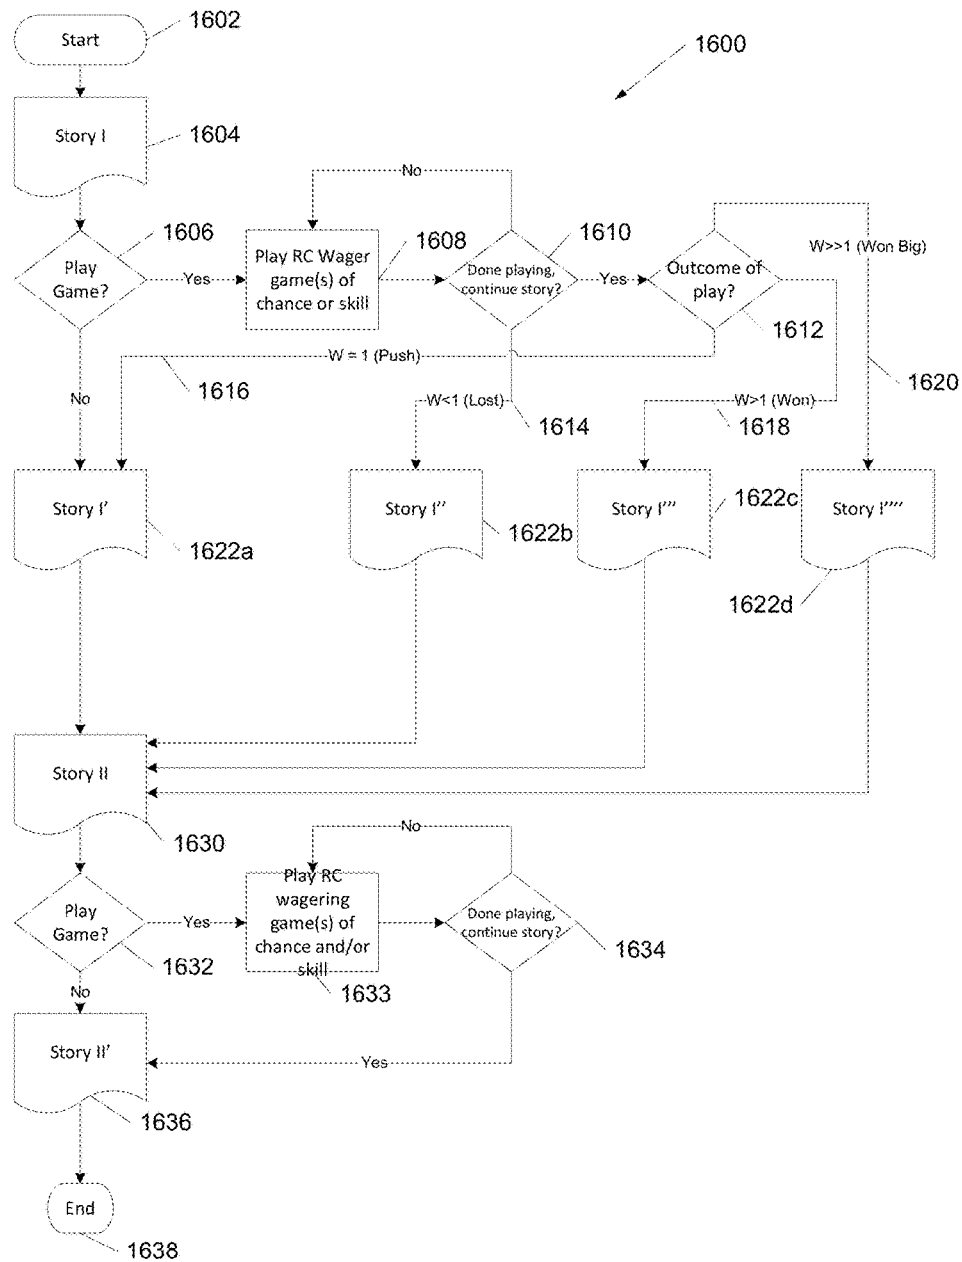 Start
1602
1600
Story I
1604
No
1606
Play
Game?
Yes
Play RC Wager
game(s) of
chance or skill
1608
Done playing,
continue story?
1610
Yes
Outcome of
play?
1612
W>>1 (Won Big)
W = 1 (Push)
1616
1620
No
W<1 (Lost)
1614
W>1 (Won)
1618
Story I'
1622a
Story I''
1622b
Story I'''
1622c
Story I''''
1622d
Story II
1630
No
Play
Game?
1632
Yes
Play RC
wagering
game(s) of
chance and/or
skill
1633
Done playing,
continue story?
1634
No
Story II'
1636
Yes
End
1638